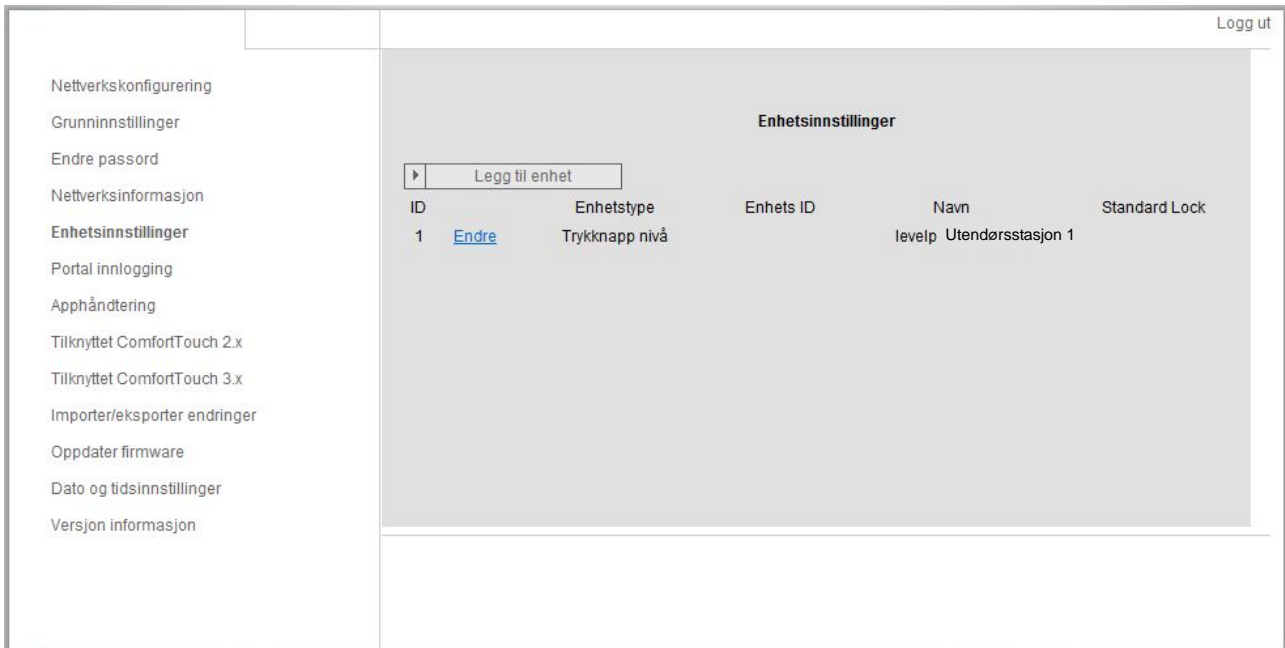 Logg ut
Nettverkskonfigurering
Grunninnstillinger
Endre passord
Nettverksinformasjon
Enhetsinnstillinger
Portal innlogging
Apphåndtering
Tilknyttet ComfortTouch 2.x
Tilknyttet ComfortTouch 3.x
Importer/eksporter endringer
Oppdater firmware
Dato og tidsinnstillinger
Versjon informasjon
Enhetsinnstillinger
Legg til enhet
ID Enhetstype Enhets ID Navn Standard Lock
1 Endre Trykknapp nivå levelp Utendørsstasjon 1